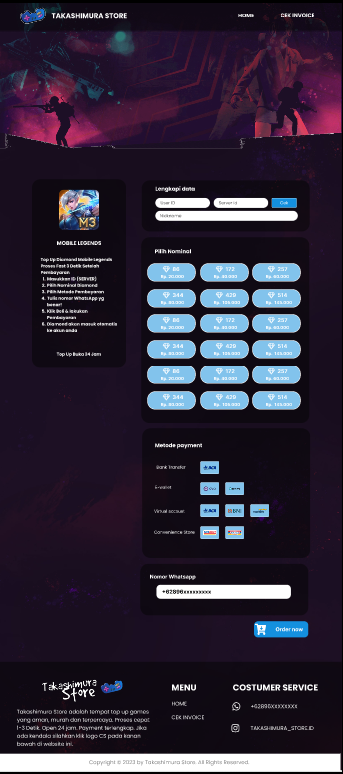 TAKASHIMURA STORE
HOME
CEK INVOICE
M3
MOBILE LEGENDS
Top Up Diamond Mobile Legends
Proses Fast 3 Detik Setelah
Pembayaran
1. Masukkan ID (SERVER)
2. Pilih Nominal Diamond
3. Pilih Metode Pembayaran
4. Tulis nomor WhatsApp yg
benar!
5. Klik Beli & lakukan
Pembayaran
6. Diamond akan masuk otomatis
ke akun anda
Top Up Buka 24 Jam
Lengkapi data
User ID
Server id
Cek
Nickname
Pilih Nominal
86
172
257
Rp. 20.000
Rp. 40.000
Rp. 60.000
344
429
514
Rp. 80.000
Rp. 105.000
Rp. 125.000
86
172
257
Rp. 20.000
Rp. 40.000
Rp. 60.000
344
429
514
Rp. 80.000
Rp. 105.000
Rp. 125.000
86
172
257
Rp. 20.000
Rp. 40.000
Rp. 60.000
344
429
514
Rp. 80.000
Rp. 105.000
Rp. 125.000
Metode payment
Bank Transfer
BCA
E-wallet
Virtual account
BCA
BNI
Convenience Store
Nomor Whatsapp
+62896xxxxxxxxx
Order now
Takashimura
Store
Takashimura Store adalah tempat top up games
yang aman, murah dan terpercaya. Proses cepat
1-3 Detik. Open 24 jam. Payment terlengkap. Jika
ada kendala silahkan klik logo CS pada kanan
bawah di website ini.
MENU
HOME
CEK INVOICE
COSTUMER SERVICE
+62896XXXXXXXX
TAKASHIMURA_STORE.ID
Copyright © 2023 by Takashimura Store. All Rights Reserved.